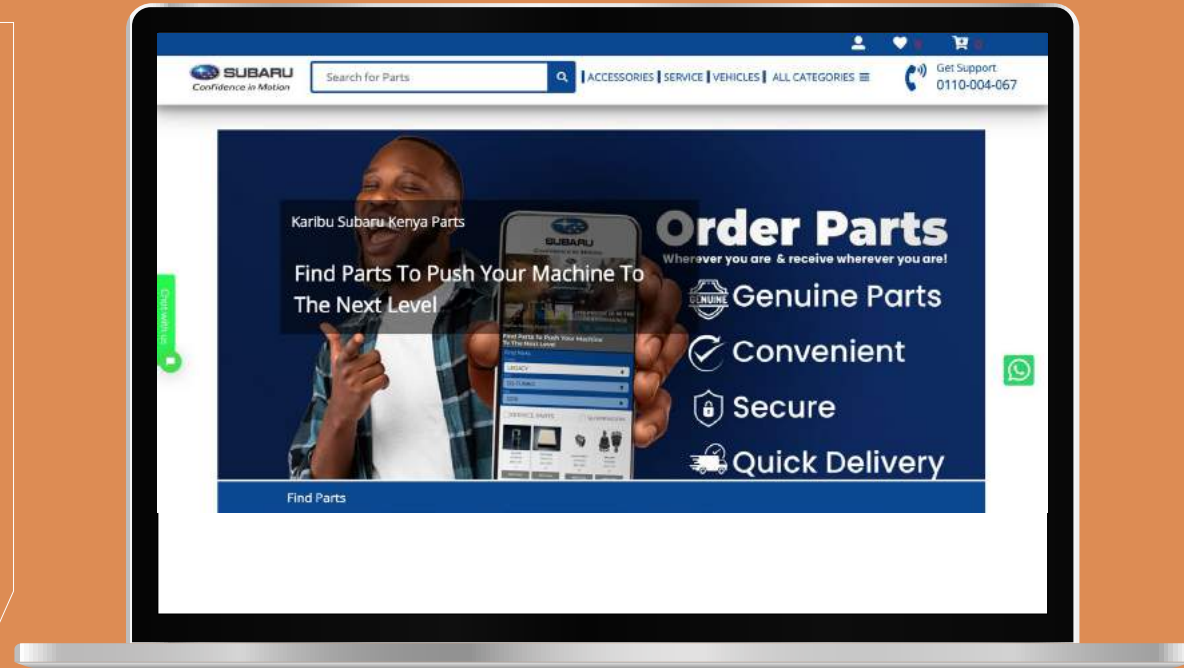 SUBARU
Confidence in Motion
Search for Parts
ACCESSORIES
SERVICE
VEHICLES
ALL CATEGORIES
Get Support
0110-004-067
Karibu Subaru Kenya Parts
Find Parts To Push Your Machine To
The Next Level
SUBARU
Find Parts To Push Your Machine
To The Next Level
LEGACY
Order Parts
Wherever you are & receive wherever you are!
GENUINE
Genuine Parts
Convenient
Secure
Quick Delivery
Chat with us
Find Parts